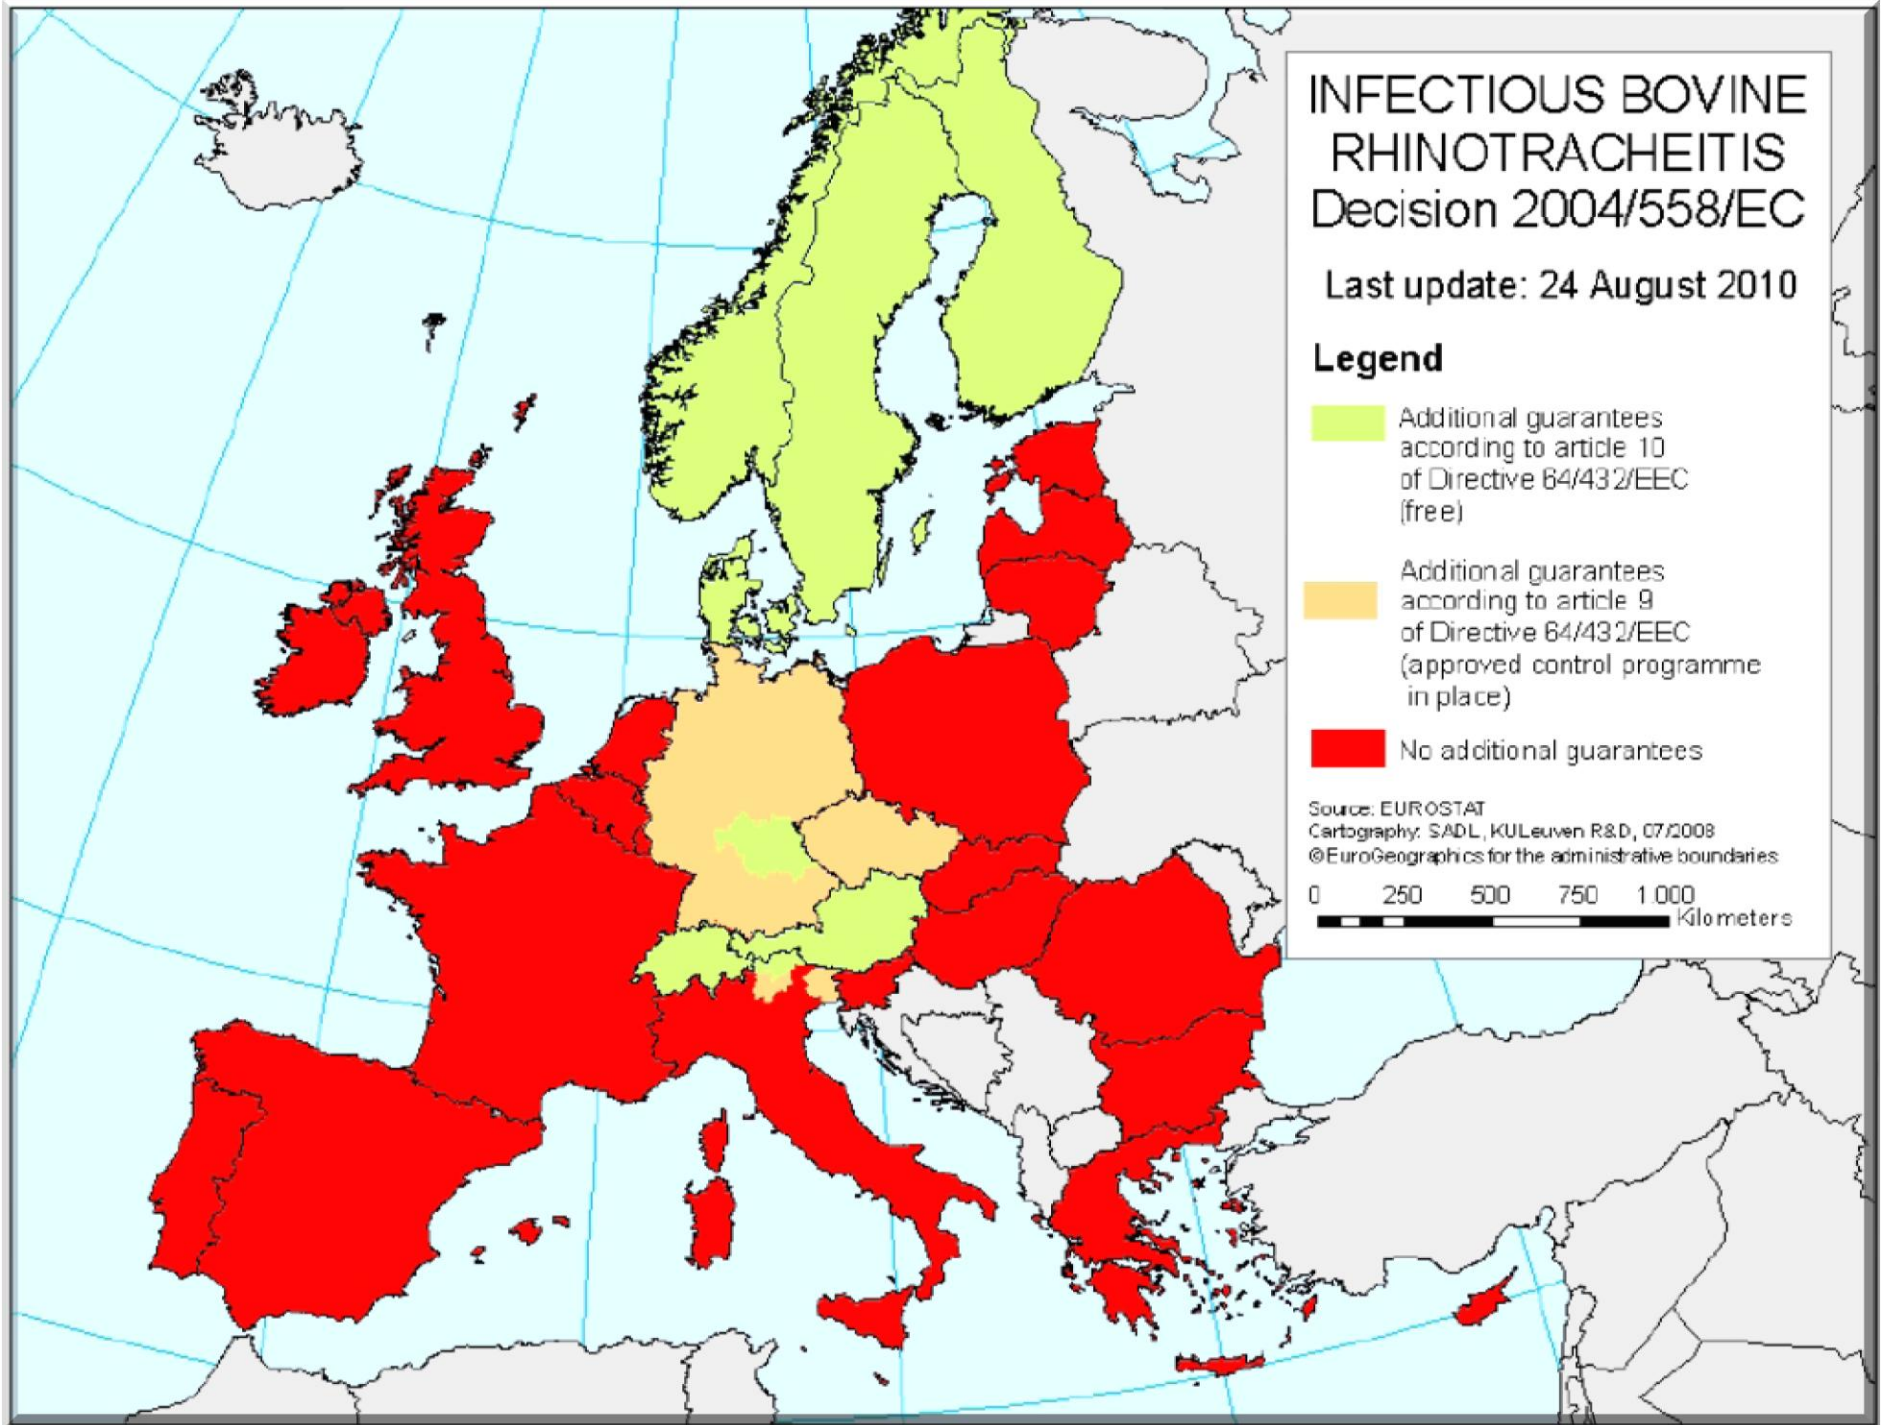 INFECTIOUS BOVINE
RHINOTRACHEITIS
Decision 2004/558/EC
Last update: 24 August 2010
Legend
Additional guarantees
according to article 10
of Directive 64/432/EEC
(free)
Additional guarantees
according to article 9
of Directive 64/432/EEC
(approved control programme
in place)
No additional guarantees
Source: EUROSTAT
Cartography: SADL, KULeuven R&D, 07/2008
©EuroGeographics for the administrative boundaries
0 250 500 750 1.000
Kilometers